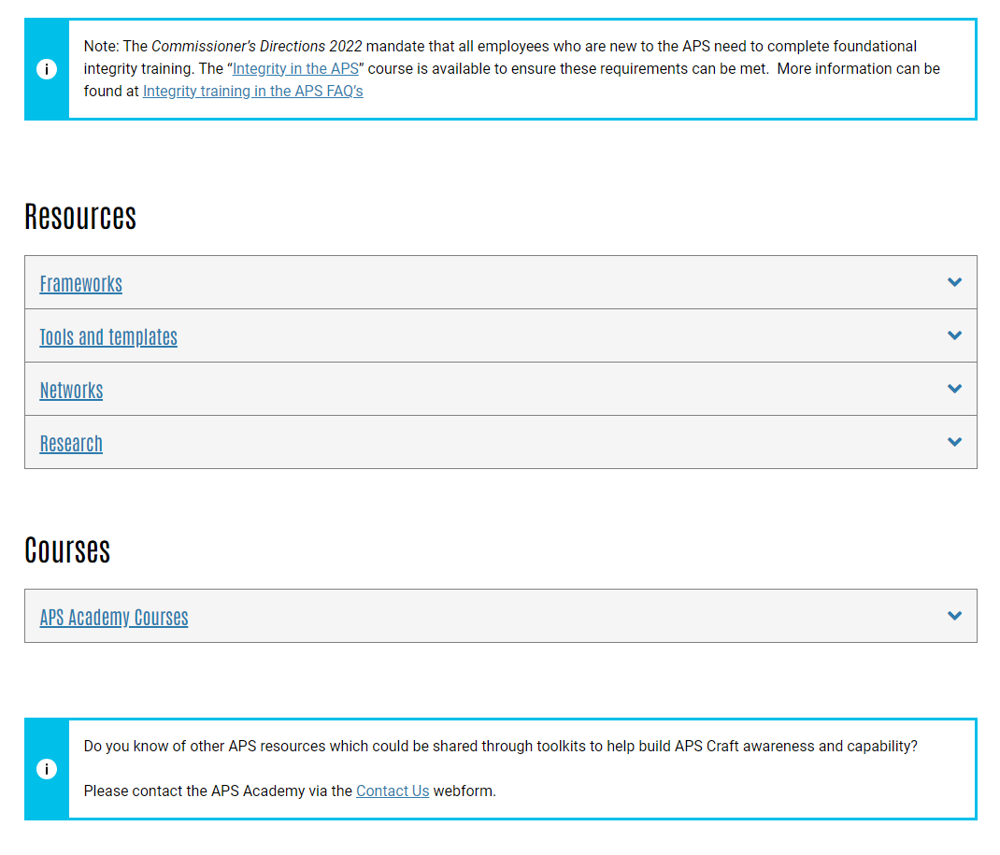 Note: The Commissioner's Directions 2022 mandate that all employees who are new to the APS need to complete foundational
integrity training. The “Integrity in the APS” course is available to ensure these requirements can be met.  More information can be
found at Integrity training in the APS FAQ’s
Resources
Frameworks
Tools and templates
Networks
Research
Courses
APS Academy Courses
Do you know of other APS resources which could be shared through toolkits to help build APS Craft awareness and capability?
Please contact the APS Academy via the Contact Us webform.